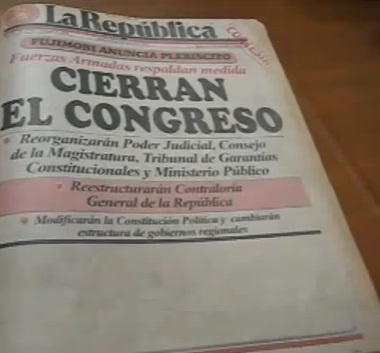 La República
FUJIMORI ANUNCIA PLEBISCITO
Fuerzas Armadas respaldan medida
CIERRAN
EL CONGRESO
Reorganizarán Poder Judicial, Consejo
de la Magistratura, Tribunal de Garantías
Constitucionales y Ministerio Público
Reestructurarán Contraloría
General de la República
Modificarán la Constitución Política y cambiarán
estructura de gobiernos regionales